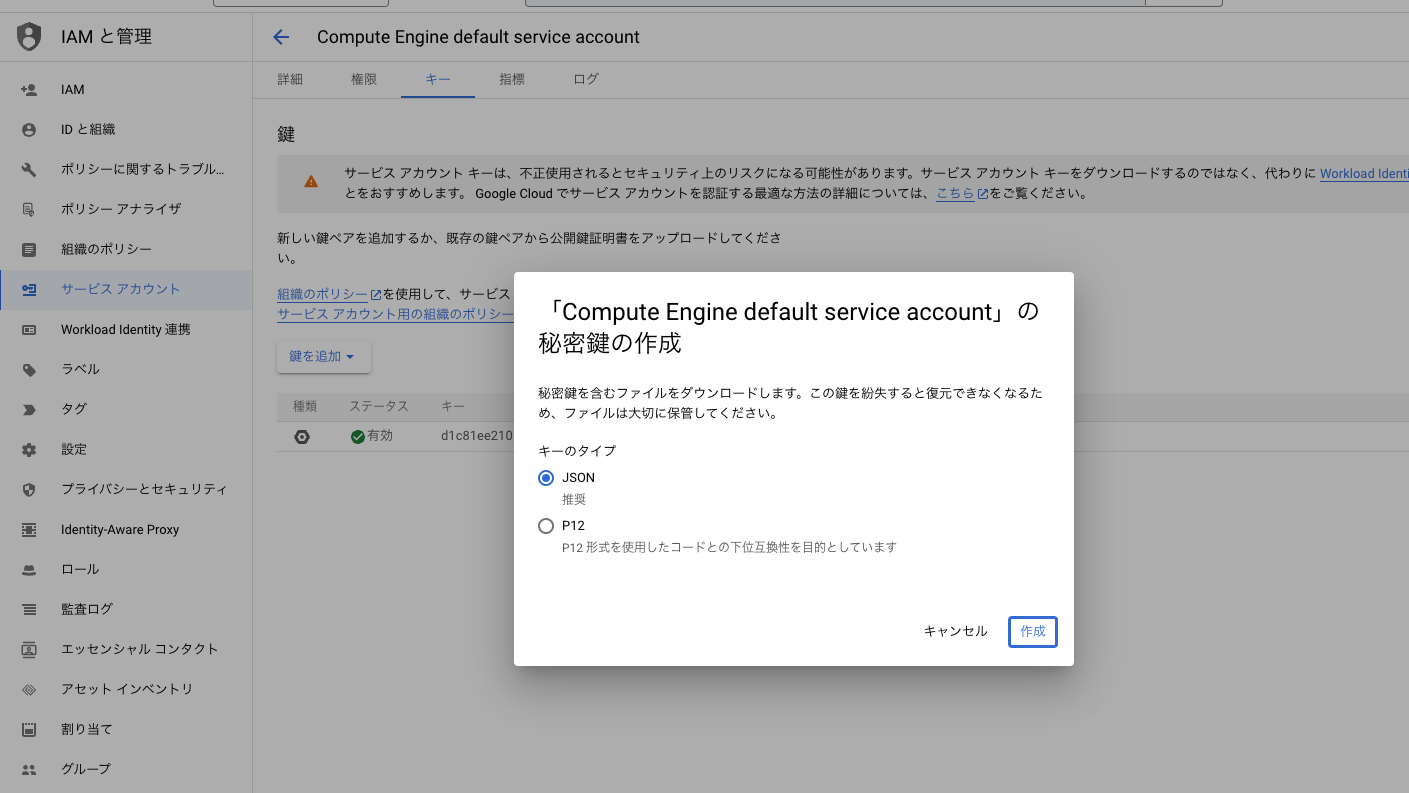 IAM と管理
Compute Engine default service account
詳細
権限
キー
指標
ログ
IAM
ID と組織
ポリシーに関するトラブル...
ポリシー アナライザ
組織のポリシー
サービス アカウント
Workload Identity 連携
ラベル
タグ
設定
プライバシーとセキュリティ
Identity-Aware Proxy
ロール
監査ログ
エッセンシャル コンタクト
アセット インベントリ
割り当て
グループ
鍵
サービス アカウント キーは、不正使用されるとセキュリティ上のリスクになる可能性があります。サービス アカウント キーをダウンロードするのではなく、代わりに Workload Identi
とをおすすめします。 Google Cloud でサービス アカウントを認証する最適な方法の詳細については、こちら をご覧ください。
新しい鍵ペアを追加するか、既存の鍵ペアから公開鍵証明書をアップロードしてくださ
い。
組織のポリシー を使用して、サービス
サービス アカウント用の組織のポリシー
鍵を追加
種類 ステータス キー
有効 d1c81ee210
「Compute Engine default service account」の
秘密鍵の作成
秘密鍵を含むファイルをダウンロードします。この鍵を紛失すると復元できなくなるた
め、ファイルは大切に保管してください。
キーのタイプ
JSON
推奨
P12
P12 形式を使用したコードとの下位互換性を目的としています
キャンセル
作成